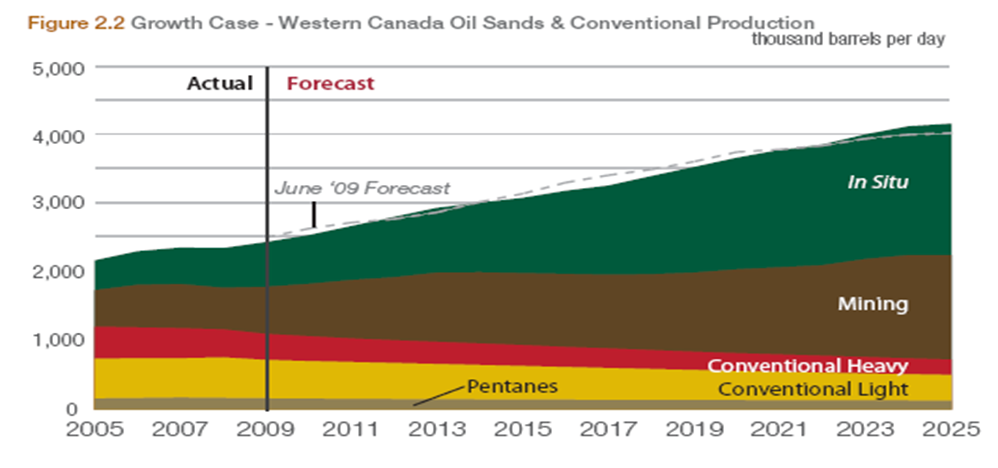 Figure 2.2 Growth Case - Western Canada Oil Sands & Conventional Production
thousand barrels per day
5,000
Actual
Forecast
4,000
In Situ
June ‘09 Forecast
3,000
2,000
Mining
1,000
Conventional Heavy
Pentanes
Conventional Light
0
2005 2007 2009 2011 2013 2015 2017 2019 2021 2023 2025